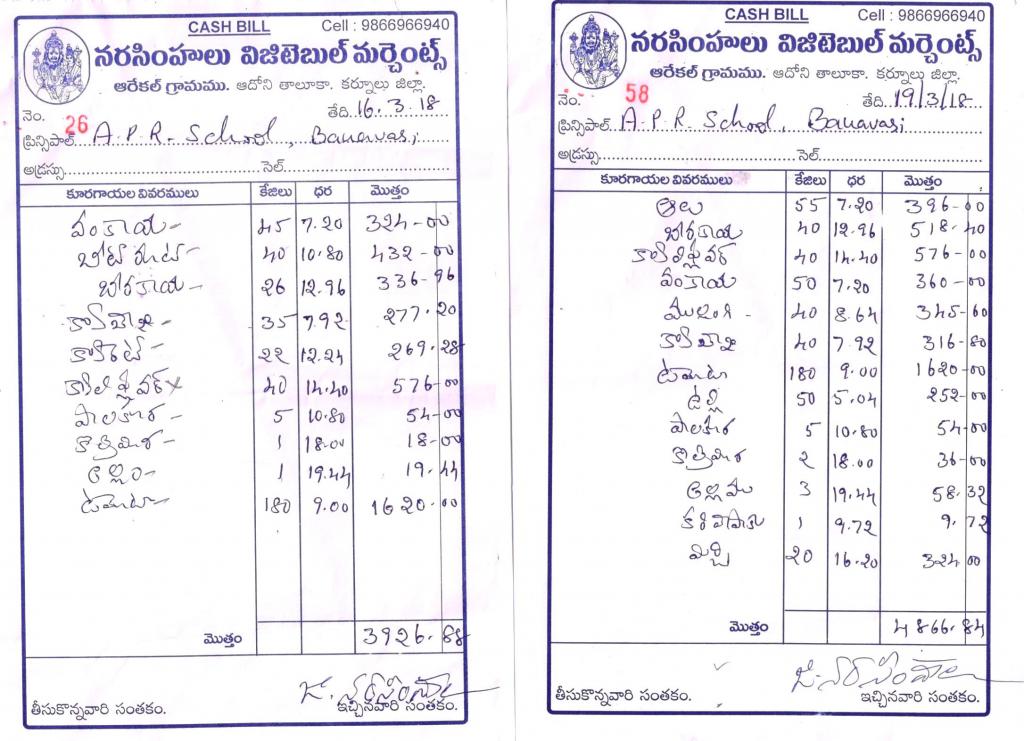 CASH BILL Cell : 9866966940
నరసింహులు విజిటెబుల్ మర్చెంట్స్
ఆరేకల్ గ్రామము. ఆదోని తాలూకా. కర్నూలు జిల్లా.
నెం. 26 తేది. 16.3.18
ప్రిన్సిపాల్ A.P.R. School, Banavasi
అడ్రస్సు సెల్
కూరగాయల వివరములు కేజిలు ధర మొత్తం
వంకాయ- 45 7.20 324-00
బీట్ రూట్- 40 10.80 432-00
బీరకాయ- 26 12.96 336-96
35 7.92 277.20
క్యారెట్- 22 12.24 269.28
40 14.40 576-00
పాలకూర- 5 10.80 54-00
కొత్తిమీర- 1 18.00 18-00
అల్లం- 1 19.44 19.44
టమోటా- 180 9.00 1620-00
మొత్తం 3926.88
తీసుకొన్నవారి సంతకం. ఇచ్చినవారి సంతకం.
CASH BILL Cell : 9866966940
నరసింహులు విజిటెబుల్ మర్చెంట్స్
ఆరేకల్ గ్రామము. ఆదోని తాలూకా. కర్నూలు జిల్లా.
నెం. 58 తేది. 19/3/18
ప్రిన్సిపాల్ A.P.R. School, Banavasi
అడ్రస్సు సెల్
కూరగాయల వివరములు కేజిలు ధర మొత్తం
ఆలు 55 7.20 396-00
బీరకాయ 40 12.96 518.40
40 14.40 576-00
వంకాయ 50 7.20 360-00
ముల్లంగి - 40 8.64 345-60
40 7.92 316-80
టమోటా 180 9.00 1620-00
50 5.04 252-00
పాలకూర 5 10.80 54-00
కొత్తిమీర 2 18.00 36-00
అల్లము 3 19.44 58.32
కరివేపాకు 1 9.72 9.72
మిర్చి 20 16.20 324-00
మొత్తం 4866.84
తీసుకొన్నవారి సంతకం. ఇచ్చినవారి సంతకం.